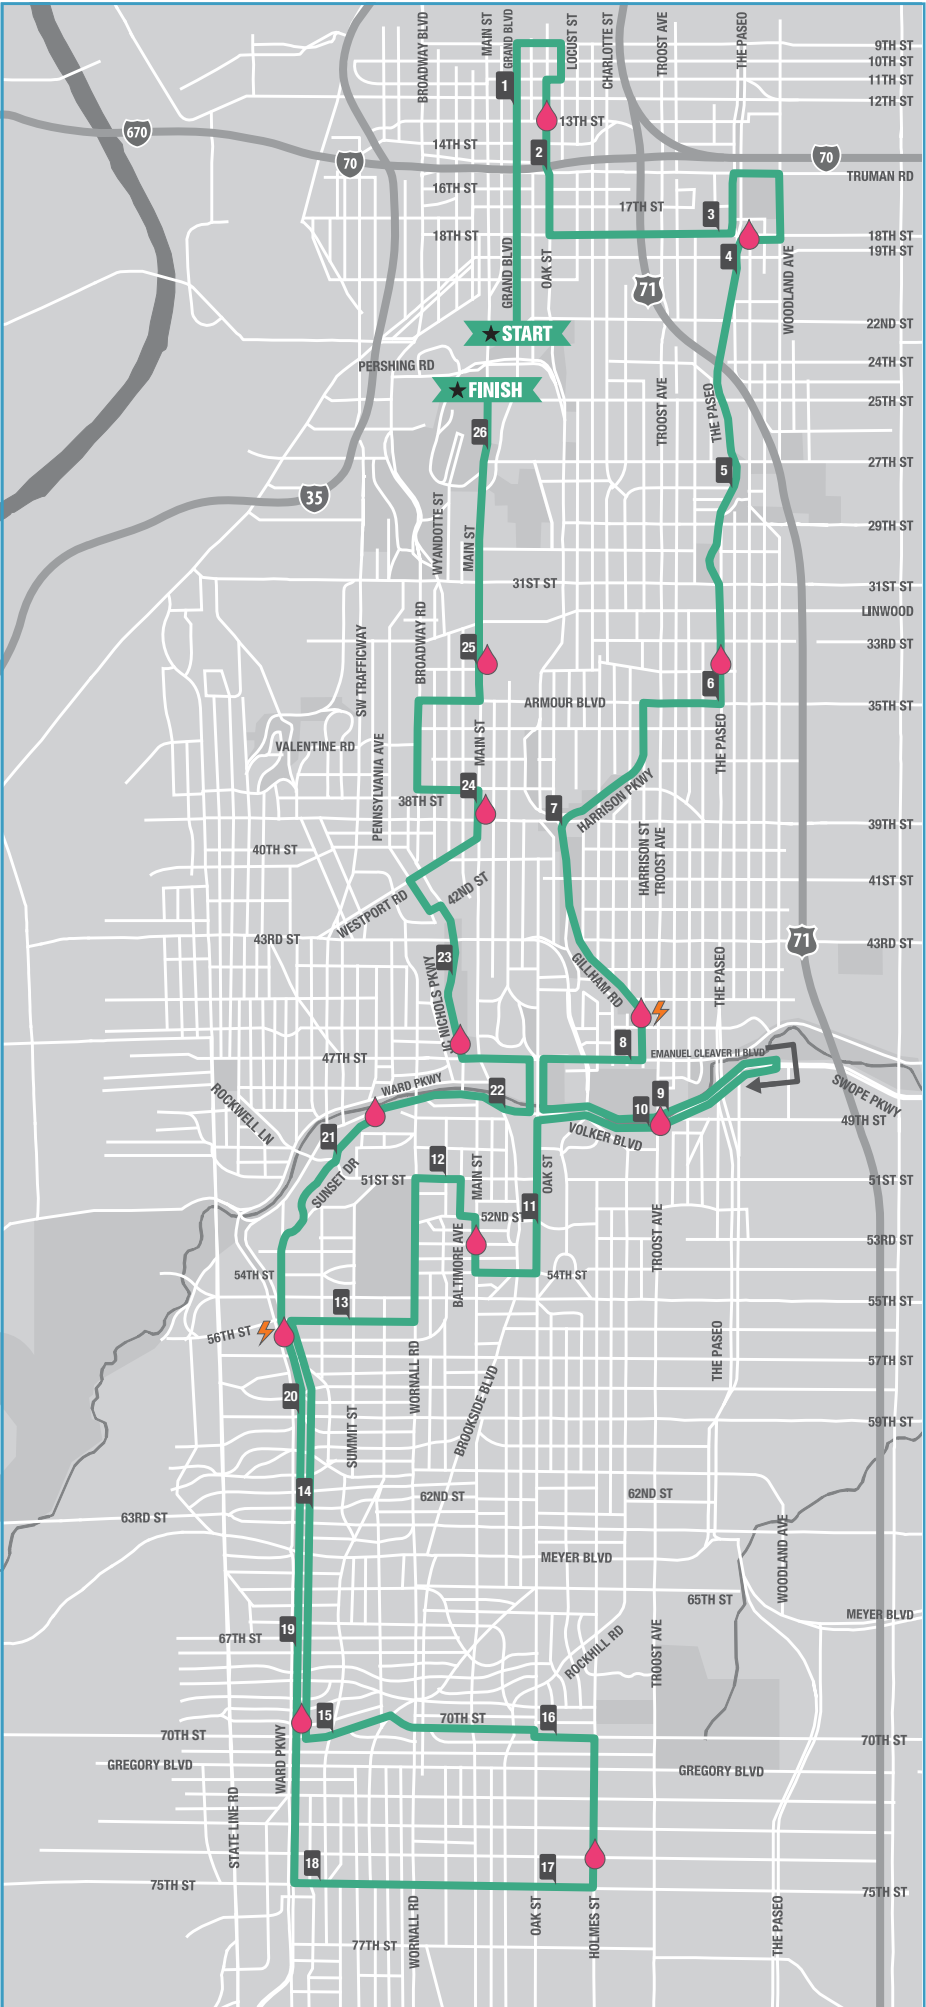 BROADWAY BLVD
MAIN ST
GRAND BLVD
LOCUST ST
CHARLOTTE ST
TROOST AVE
THE PASEO
9TH ST
10TH ST
11TH ST
1
12TH ST
13TH ST
670
14TH ST
2
70
70
TRUMAN RD
16TH ST
17TH ST
3
18TH ST
18TH ST
19TH ST
4
GRAND BLVD
OAK ST
WOODLAND AVE
71
22ND ST
START
PERSHING RD
24TH ST
FINISH
25TH ST
TROOST AVE
THE PASEO
26
27TH ST
5
35
WYANDOTTE ST
MAIN ST
29TH ST
31ST ST
31ST ST
LINWOOD
BROADWAY RD
SW TRAFFICWAY
25
33RD ST
6
ARMOUR BLVD
35TH ST
VALENTINE RD
MAIN ST
THE PASEO
PENNSYLVANIA AVE
24
38TH ST
7
HARRISON PKWY
39TH ST
40TH ST
HARRISON ST
TROOST AVE
41ST ST
42ND ST
WESTPORT RD
43RD ST
43RD ST
71
23
JC NICHOLS PKWY
GILLHAM RD
THE PASEO
8
47TH ST
EMANUEL CLEAVER II BLVD
WARD PKWY
22
9
10
SWOPE PKWY
49TH ST
ROCKWELL LN
21
VOLKER BLVD
12
SUNSET DR
51ST ST
MAIN ST
OAK ST
51ST ST
11
52ND ST
TROOST AVE
53RD ST
BALTIMORE AVE
54TH ST
54TH ST
13
55TH ST
56TH ST
THE PASEO
57TH ST
20
WORNALL RD
BROOKSIDE BLVD
SUMMIT ST
59TH ST
14
62ND ST
62ND ST
63RD ST
MEYER BLVD
WOODLAND AVE
65TH ST
MEYER BLVD
19
67TH ST
ROCKHILL RD
TROOST AVE
15
70TH ST
16
70TH ST
70TH ST
GREGORY BLVD
WARD PKWY
GREGORY BLVD
STATE LINE RD
18
17
75TH ST
75TH ST
WORNALL RD
OAK ST
HOLMES ST
THE PASEO
77TH ST